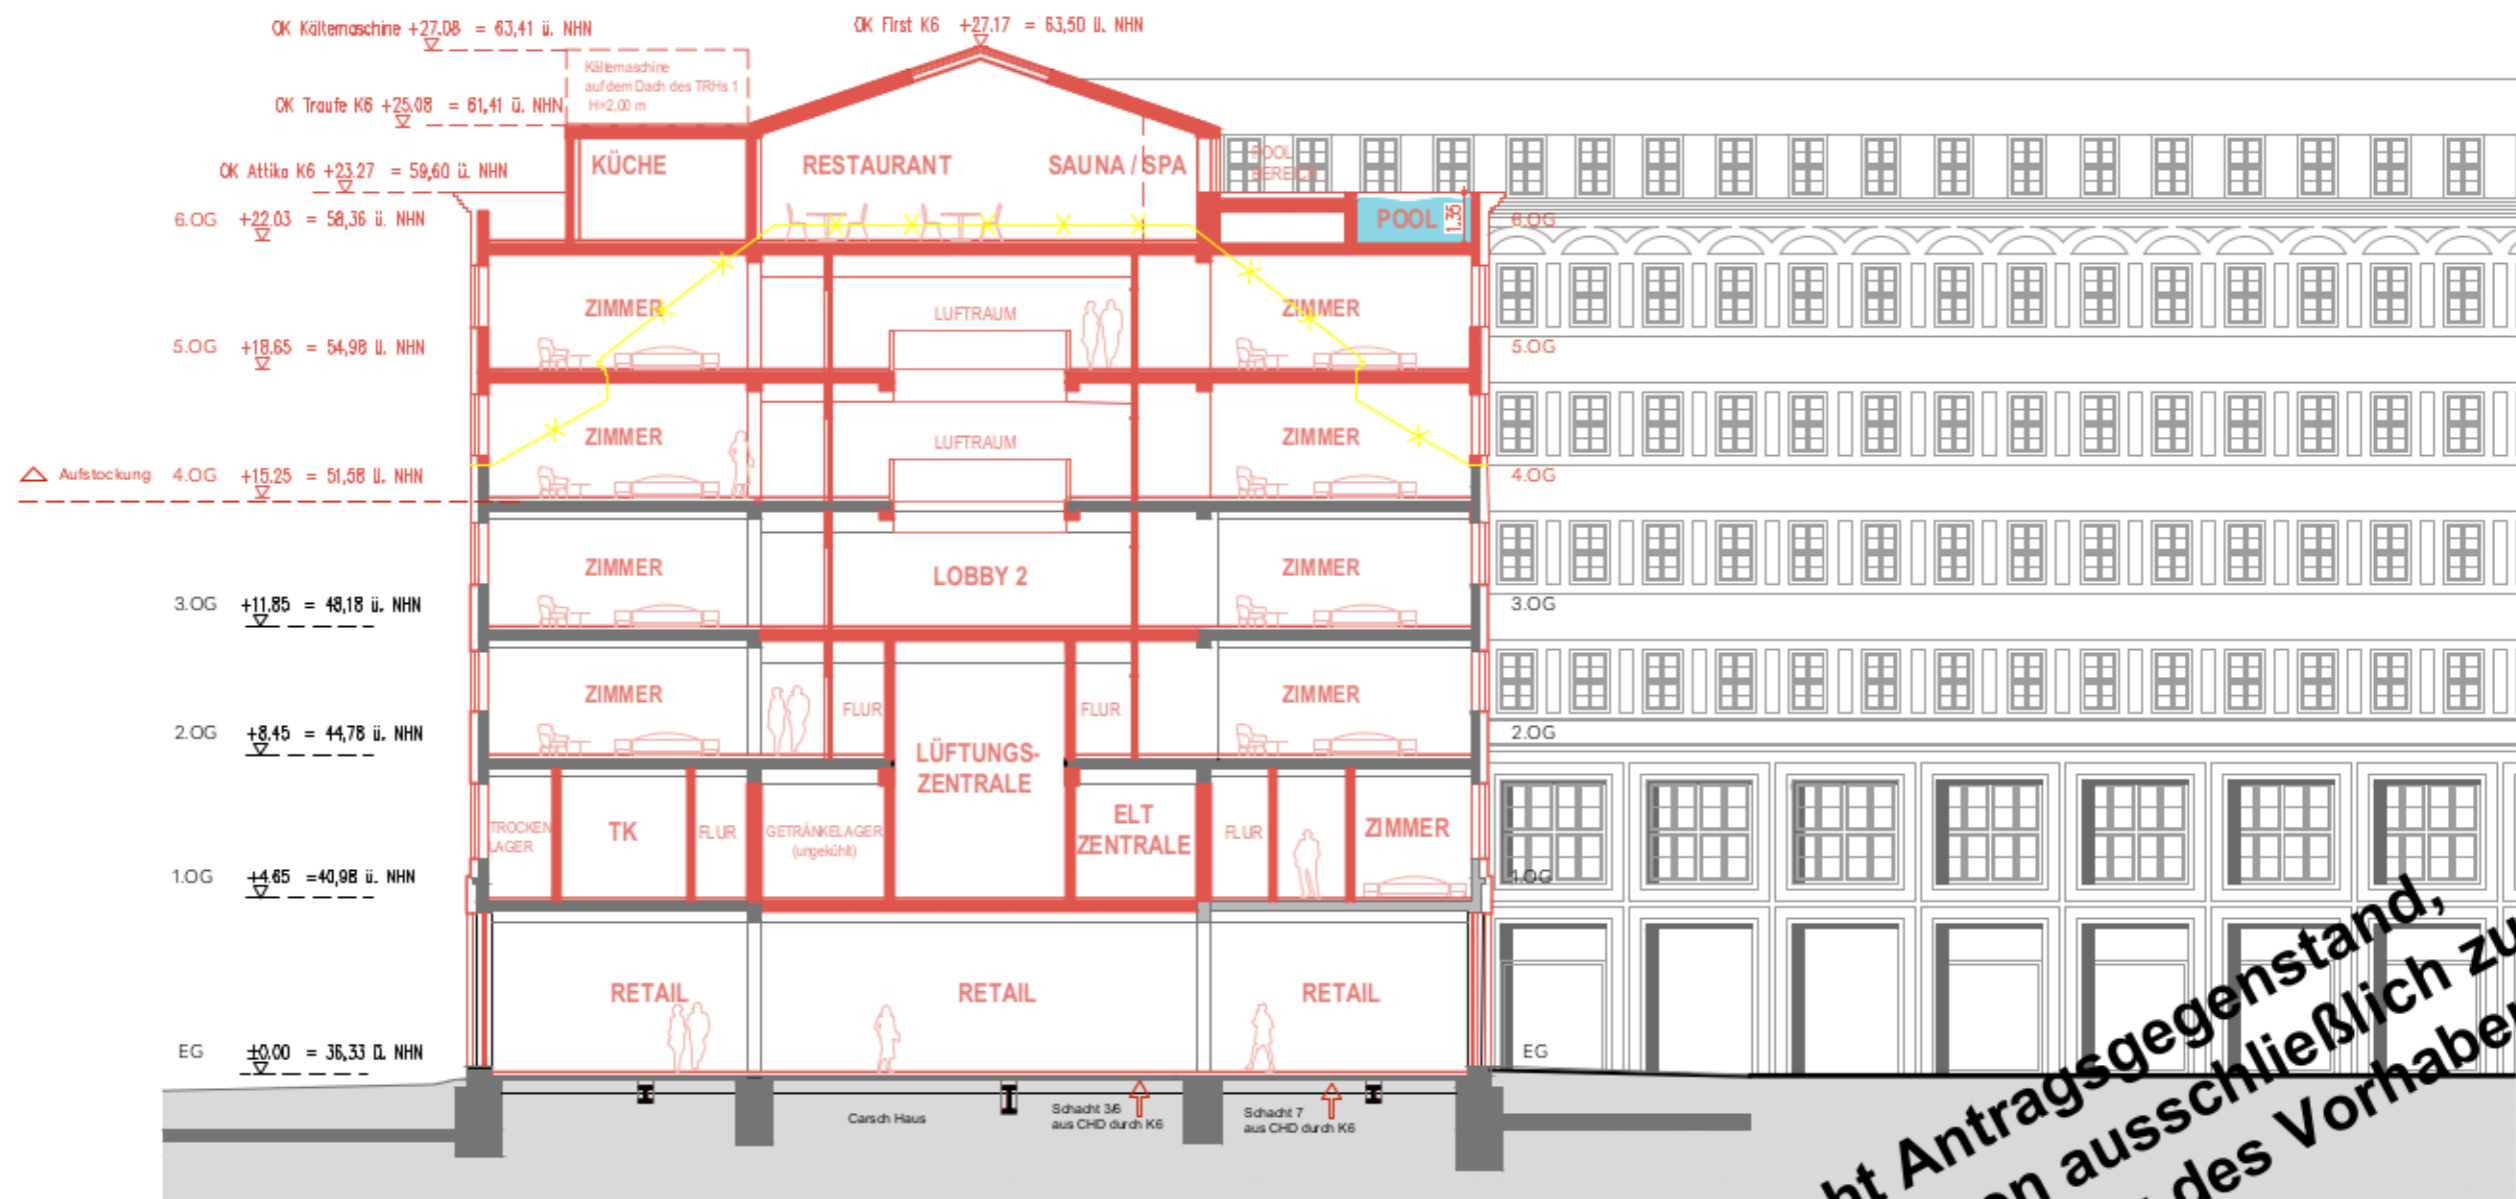 OK Kältemaschine +27.08 = 63,41 ü. NHN
OK First K6 +27.17 = 63,50 ü. NHN
Kältemaschine
auf dem Dach des TRHs 1
H=2,00 m
OK Traufe K6 +25.08 = 61,41 ü. NHN
OK Attika K6 +23.27 = 59,60 ü. NHN
KÜCHE
RESTAURANT
SAUNA / SPA
POOL
BEREICH
6.OG +22.03 = 58,36 ü. NHN
POOL
1,35
6.OG
ZIMMER
LUFTRAUM
ZIMMER
5.OG +18.65 = 54,98 ü. NHN
5.OG
ZIMMER
LUFTRAUM
ZIMMER
Aufstockung 4.OG +15.25 = 51,58 ü. NHN
4.OG
ZIMMER
LOBBY 2
ZIMMER
3.OG +11.85 = 48,18 ü. NHN
3.OG
ZIMMER
FLUR
FLUR
ZIMMER
2.OG +8.45 = 44,78 ü. NHN
2.OG
LÜFTUNGS-
ZENTRALE
TROCKEN
LAGER
TK
FLUR
GETRÄNKELAGER
(ungekühlt)
ELT
ZENTRALE
FLUR
ZIMMER
1.OG +4.65 =40,98 ü. NHN
1.OG
RETAIL
RETAIL
RETAIL
EG ±0.00 = 36,33 ü. NHN
EG
Carsch Haus
Schacht 3/6
aus CHD durch K6
Schacht 7
aus CHD durch K6
Antragsgegenstand,
ausschließlich zu
des Vorhabe